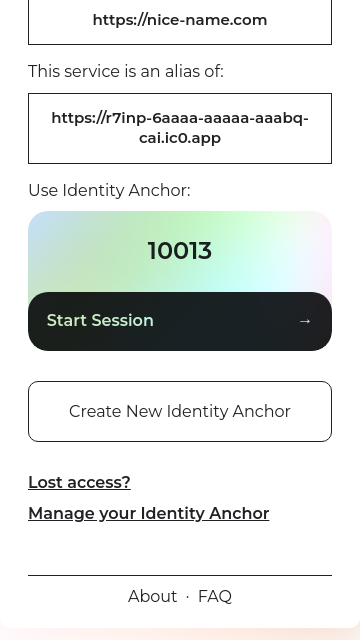 https://nice-name.com
This service is an alias of:
https://r7inp-6aaaa-aaaaa-aaabq-
cai.ic0.app
Use Identity Anchor:
10013
Start Session →
Create New Identity Anchor
Lost access?
Manage your Identity Anchor
About · FAQ